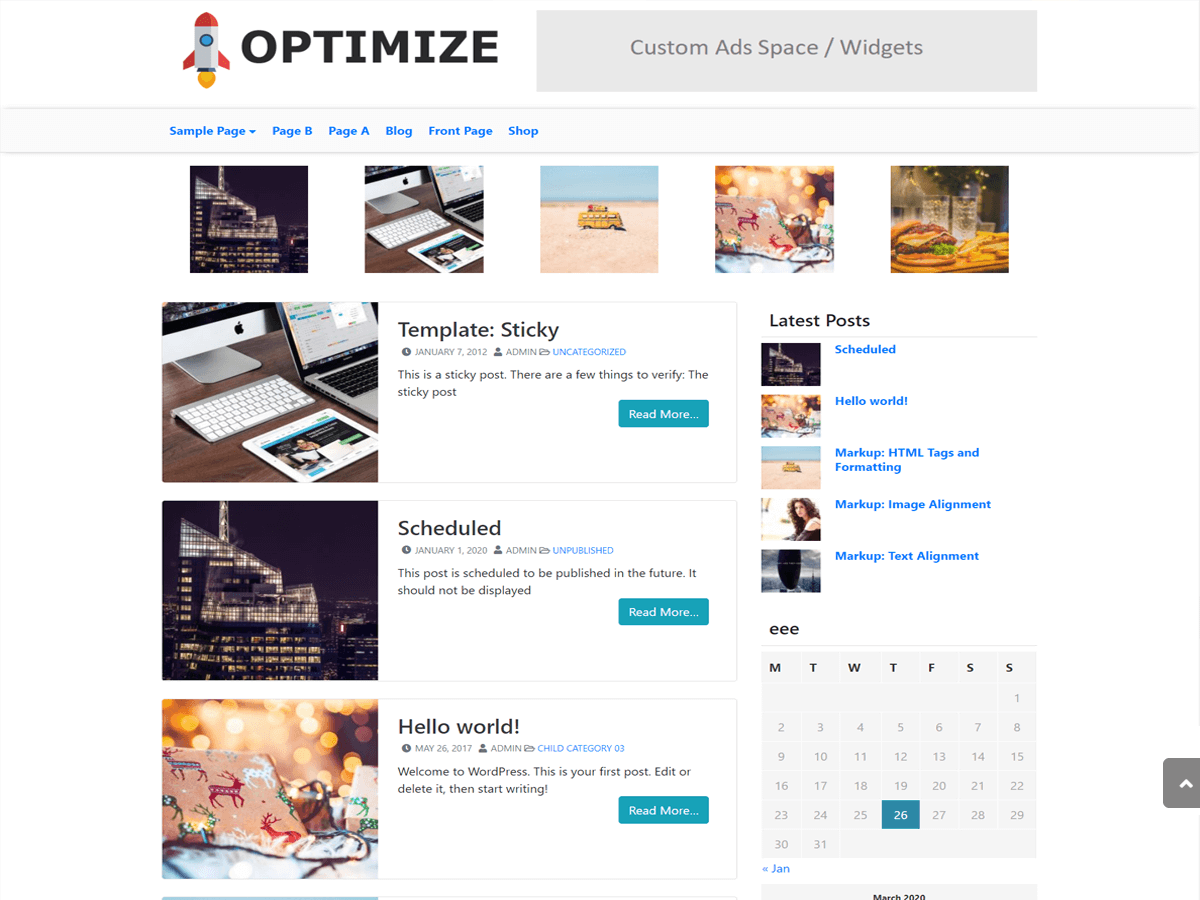 OPTIMIZE
Custom Ads Space / Widgets
Sample Page Page B Page A Blog Front Page Shop
Template: Sticky
JANUARY 7, 2012 ADMIN UNCATEGORIZED
This is a sticky post. There are a few things to verify: The
sticky post
Read More...
Scheduled
JANUARY 1, 2020 ADMIN UNPUBLISHED
This post is scheduled to be published in the future. It
should not be displayed
Read More...
Hello world!
MAY 26, 2017 ADMIN CHILD CATEGORY 03
Welcome to WordPress. This is your first post. Edit or
delete it, then start writing!
Read More...
Latest Posts
Scheduled
Hello world!
Markup: HTML Tags and
Formatting
Markup: Image Alignment
Markup: Text Alignment
eee
M T W T F S S
1
2 3 4 5 6 7 8
9 10 11 12 13 14 15
16 17 18 19 20 21 22
23 24 25 26 27 28 29
30 31
« Jan
March 2020